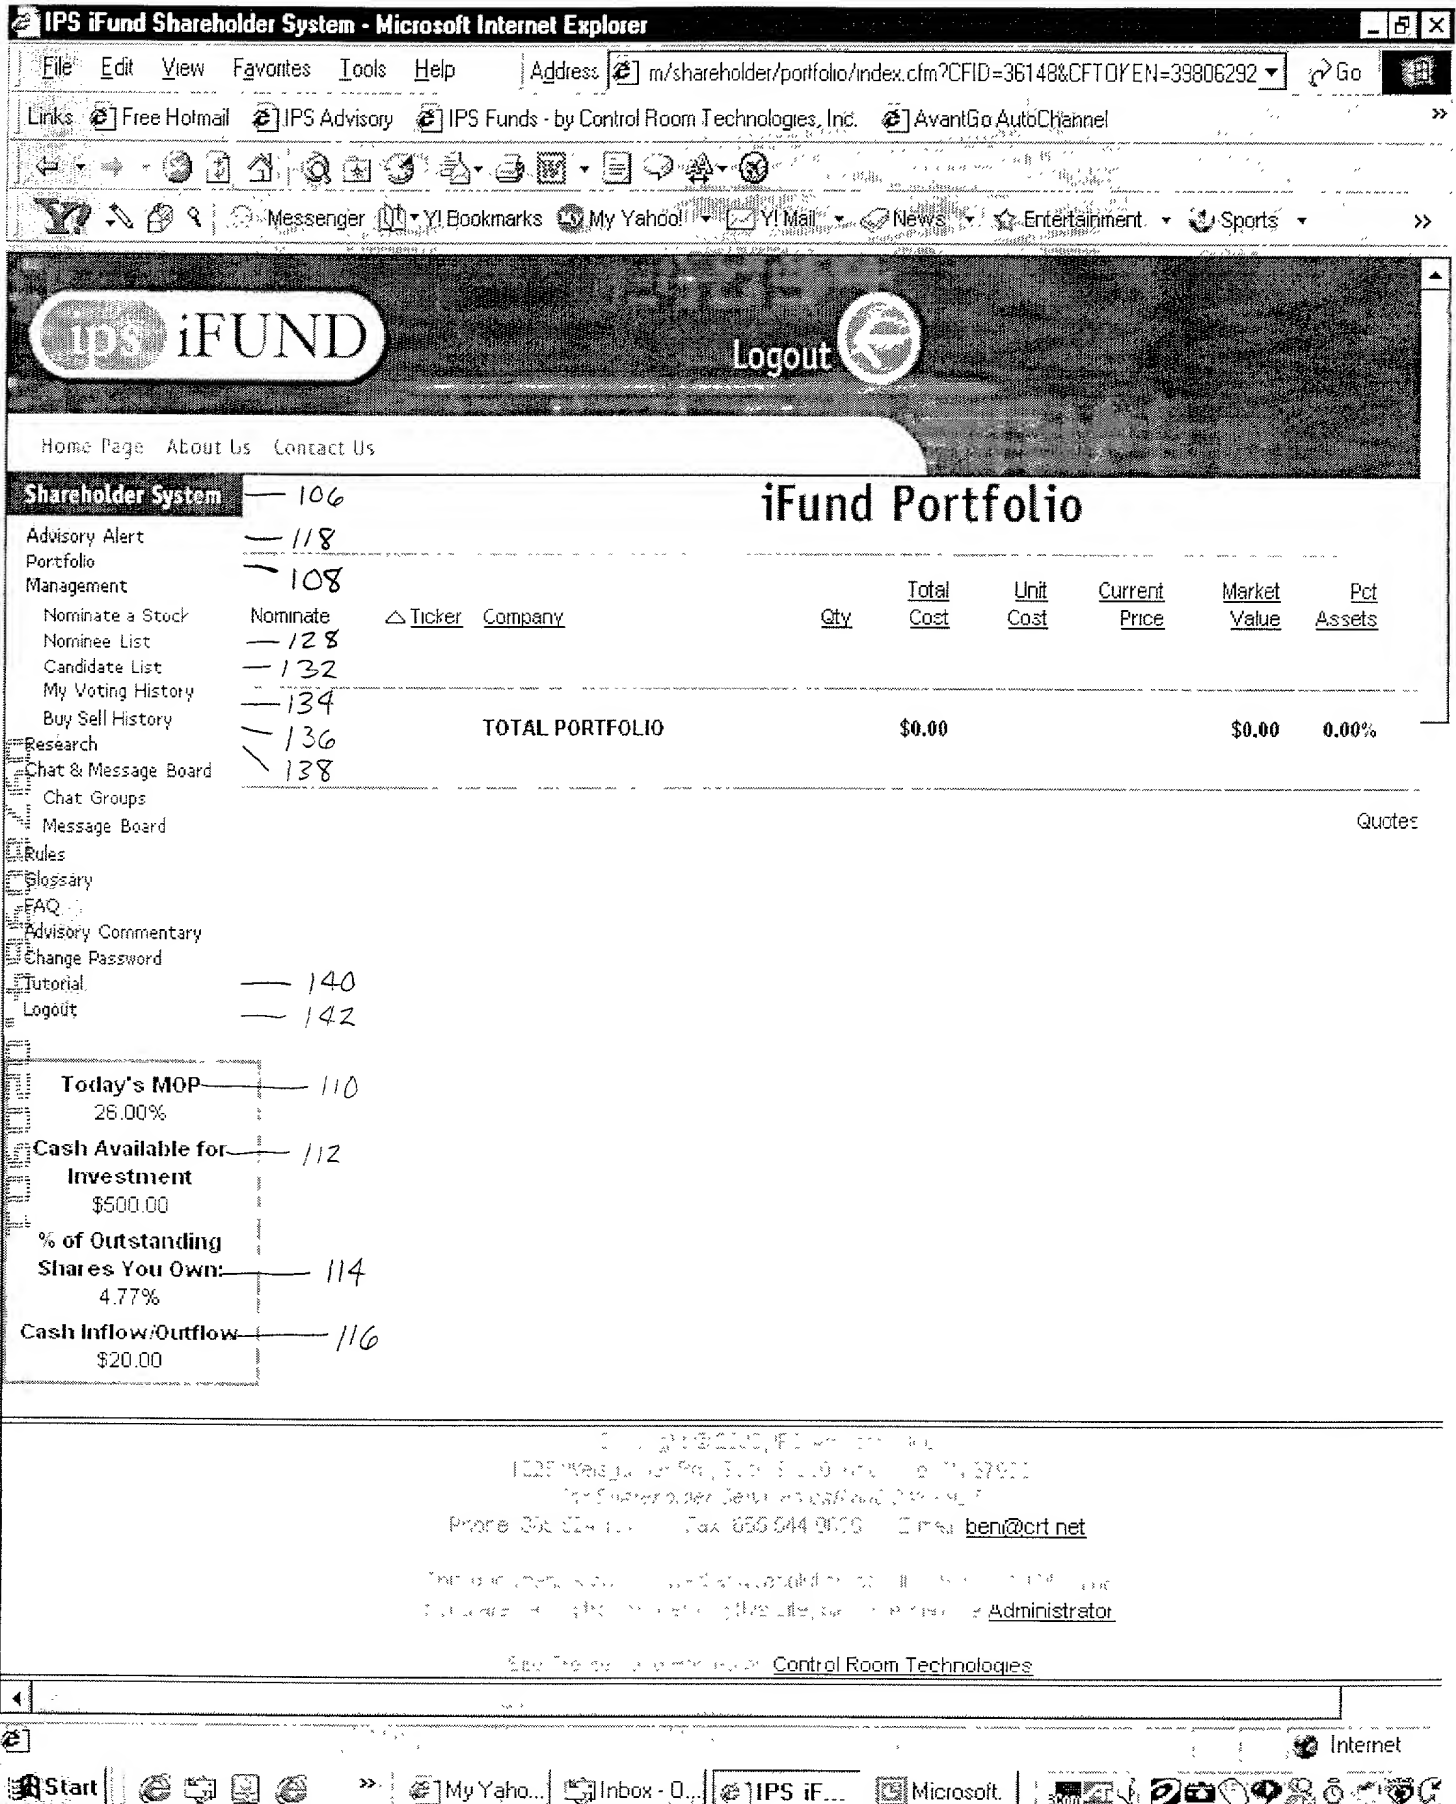 IPS iFund Shareholder System - Microsoft Internet Explorer
File Edit View Favorites Tools Help Address m/shareholder/portfolio/index.cfm?CFID=36148&CFTOKEN=39806292 Go
Links Free Hotmail IPS Advisory IPS Funds - by Control Room Technologies, Inc. AvantGo AutoChannel »
Y! Messenger Y! Bookmarks My Yahoo! Y! Mail News Entertainment Sports »
ips iFUND Logout
Home Page About Us Contact Us
Shareholder System 106 iFund Portfolio
Advisory Alert 118
Portfolio
Management 108
Total Unit Current Market Pct
Nominate a Stock Nominate Ticker Company Qty Cost Cost Price Value Assets
Nominee List 128
Candidate List 132
My Voting History 134
Buy Sell History 136 TOTAL PORTFOLIO $0.00 $0.00 0.00%
Research
Chat & Message Board 138
Chat Groups
Message Board Quotes
Rules
Glossary
FAQ
Advisory Commentary
Change Password
Tutorial 140
Logout 142
Today's MOP 110
26.00%
Cash Available for 112
Investment
$500.00
% of Outstanding
Shares You Own: 114
4.77%
Cash Inflow/Outflow 116
$20.00
Phone Fax ben@crt net
Administrator
Control Room Technologies
Internet
Start » My Yaho... Inbox - O... IPS iF... Microsoft.